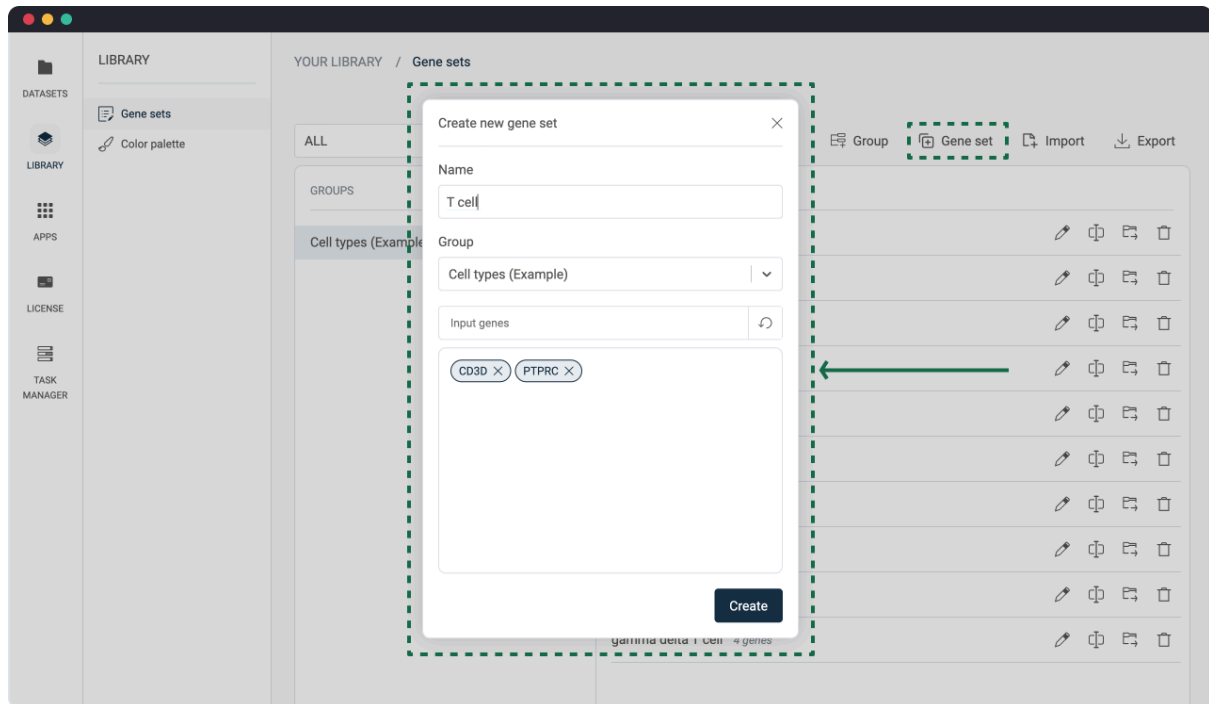 DATASETS
LIBRARY
APPS
LICENSE
TASK
MANAGER
LIBRARY
Gene sets
Color palette
YOUR LIBRARY / Gene sets
ALL
Group
Gene set
Import
Export
GROUPS
Cell types (Example
Create new gene set
Name
T cell
Group
Cell types (Example)
Input genes
CD3D
PTPRC
Create
gamma delta T cell 4 genes